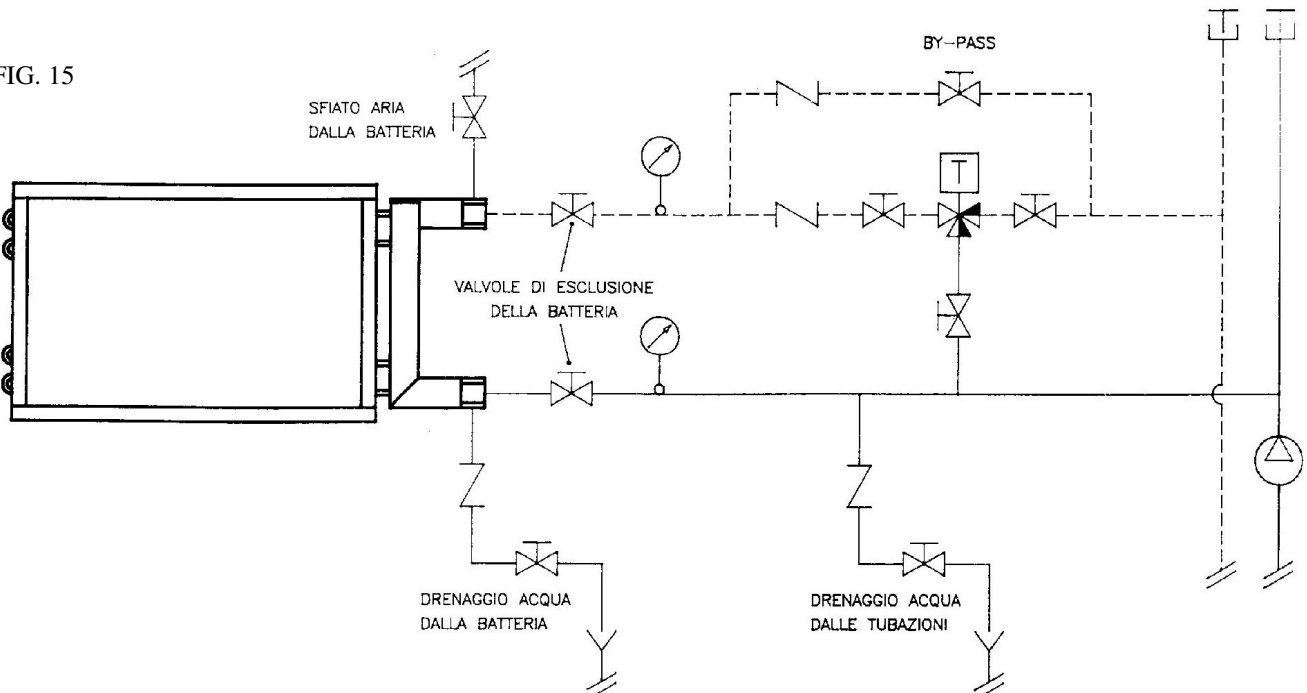 FIG. 15
BY-PASS
SFIATO ARIA
DALLA BATTERIA
T
VALVOLE DI ESCLUSIONE
DELLA BATTERIA
DRENAGGIO ACQUA
DALLA BATTERIA
DRENAGGIO ACQUA
DALLE TUBAZIONI